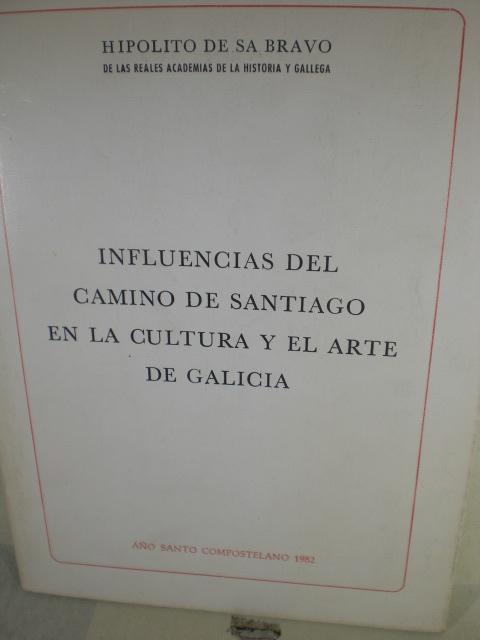 HIPOLITO DE SA BRAVO
DE LAS REALES ACADEMIAS DE LA HISTORIA Y GALLEGA
INFLUENCIAS DEL
CAMINO DE SANTIAGO
EN LA CULTURA Y EL ARTE
DE GALICIA
AÑO SANTO COMPOSTELANO 1982